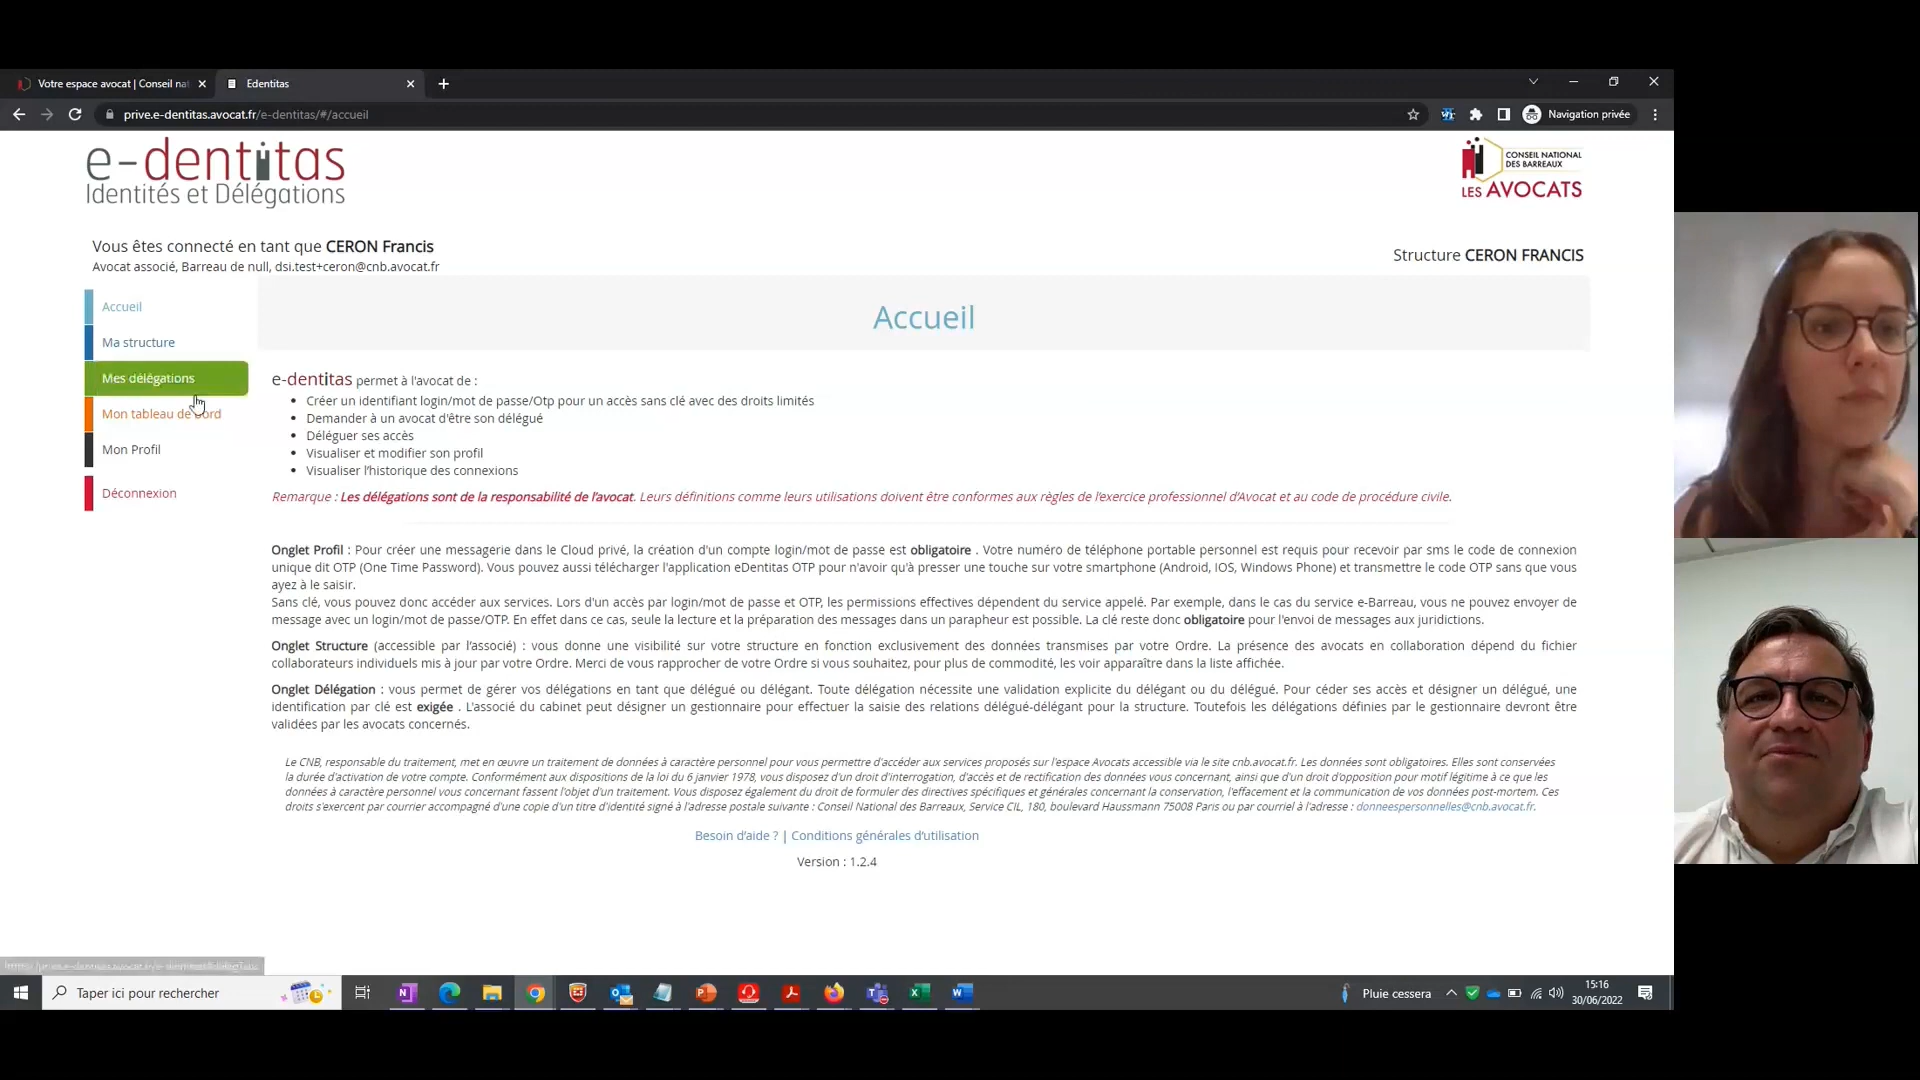 Votre espace avocat | Conseil nat
Edentitas
prive.e-dentitas.avocat.fr/e-dentitas/#/accueil
Navigation privée
e-dentitas
Identités et Délégations
CONSEIL NATIONAL
DES BARREAUX
LES AVOCATS
Vous êtes connecté en tant que CERON Francis
Avocat associé, Barreau de null, dsi.test+ceron@cnb.avocat.fr
Structure CERON FRANCIS
Accueil
Ma structure
Mes délégations
Mon tableau de bord
Mon Profil
Déconnexion
Accueil
e-dentitas permet à l'avocat de :
Créer un identifiant login/mot de passe/Otp pour un accès sans clé avec des droits limités
Demander à un avocat d'être son délégué
Déléguer ses accès
Visualiser et modifier son profil
Visualiser l'historique des connexions
Remarque : Les délégations sont de la responsabilité de l'avocat. Leurs définitions comme leurs utilisations doivent être conformes aux règles de l'exercice professionnel d'Avocat et au code de procédure civile.
Onglet Profil : Pour créer une messagerie dans le Cloud privé, la création d'un compte login/mot de passe est obligatoire . Votre numéro de téléphone portable personnel est requis pour recevoir par sms le code de connexion
unique dit OTP (One Time Password). Vous pouvez aussi télécharger l'application eDentitas OTP pour n'avoir qu'à presser une touche sur votre smartphone (Android, IOS, Windows Phone) et transmettre le code OTP sans que vous
ayez à le saisir.
Sans clé, vous pouvez donc accéder aux services. Lors d'un accès par login/mot de passe et OTP, les permissions effectives dépendent du service appelé. Par exemple, dans le cas du service e-Barreau, vous ne pouvez envoyer de
message avec un login/mot de passe/OTP. En effet dans ce cas, seule la lecture et la préparation des messages dans un parapheur est possible. La clé reste donc obligatoire pour l'envoi de messages aux juridictions.
Onglet Structure (accessible par l'associé) : vous donne une visibilité sur votre structure en fonction exclusivement des données transmises par votre Ordre. La présence des avocats en collaboration dépend du fichier
collaborateurs individuels mis à jour par votre Ordre. Merci de vous rapprocher de votre Ordre si vous souhaitez, pour plus de commodité, les voir apparaître dans la liste affichée.
Onglet Délégation : vous permet de gérer vos délégations en tant que délégué ou délégant. Toute délégation nécessite une validation explicite du délégant ou du délégué. Pour céder ses accès et désigner un délégué, une
identification par clé est exigée . L'associé du cabinet peut désigner un gestionnaire pour effectuer la saisie des relations délégué-délégant pour la structure. Toutefois les délégations définies par le gestionnaire devront être
validées par les avocats concernés.
Le CNB, responsable du traitement, met en œuvre un traitement de données à caractère personnel pour vous permettre d'accéder aux services proposés sur l'espace Avocats accessible via le site cnb.avocat.fr. Les données sont obligatoires. Elles sont conservées
la durée d'activation de votre compte. Conformément aux dispositions de la loi du 6 janvier 1978, vous disposez d'un droit d'interrogation, d'accès et de rectification des données vous concernant, ainsi que d'un droit d'opposition pour motif légitime à ce que les
données à caractère personnel vous concernant fassent l'objet d'un traitement. Vous disposez également du droit de formuler des directives spécifiques et générales concernant la conservation, l'effacement et la communication de vos données post-mortem. Ces
droits s'exercent par courrier accompagné d'une copie d'un titre d'identité signé à l'adresse postale suivante : Conseil National des Barreaux, Service CIL, 180, boulevard Haussmann 75008 Paris ou par courriel à l'adresse : donneespersonnelles@cnb.avocat.fr.
Besoin d'aide ? | Conditions générales d'utilisation
Version : 1.2.4
Taper ici pour rechercher
Pluie cessera
15:16
30/06/2022